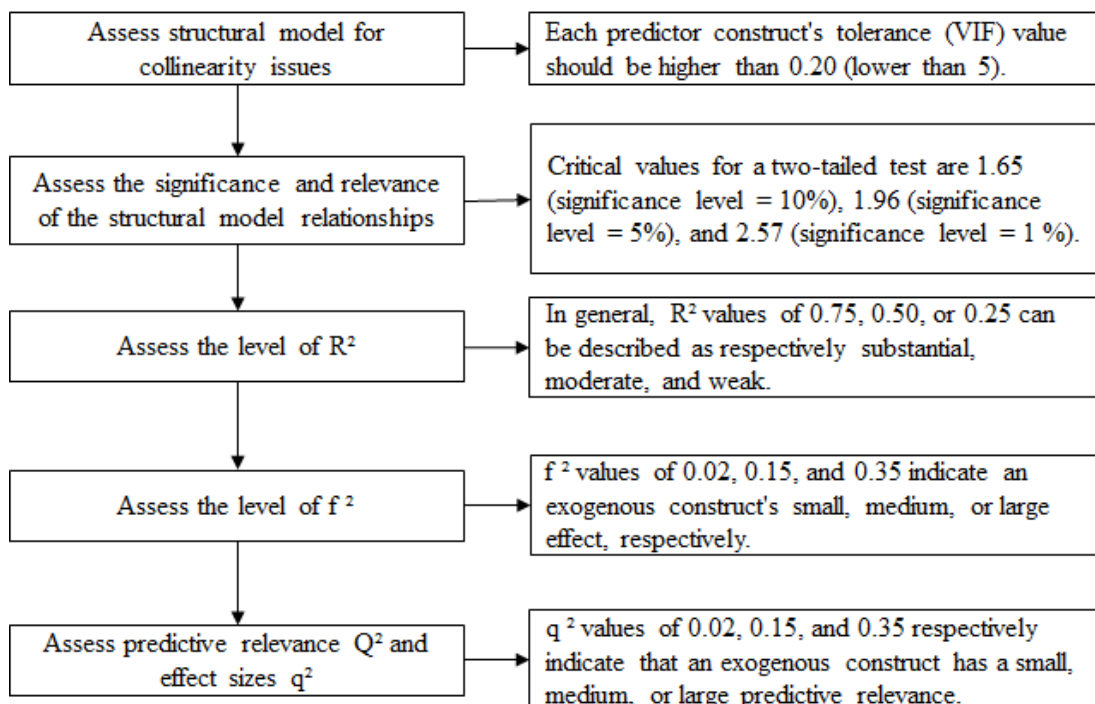 Assess structural model for
collinearity issues
Each predictor construct's tolerance (VIF) value
should be higher than 0.20 (lower than 5).
Assess the significance and relevance
of the structural model relationships
Critical values for a two-tailed test are 1.65
(significance level = 10%), 1.96 (significance
level = 5%), and 2.57 (significance level = 1 %).
Assess the level of R²
In general, R² values of 0.75, 0.50, or 0.25 can
be described as respectively substantial,
moderate, and weak.
Assess the level of f ²
f ² values of 0.02, 0.15, and 0.35 indicate an
exogenous construct's small, medium, or large
effect, respectively.
Assess predictive relevance Q² and
effect sizes q²
q ² values of 0.02, 0.15, and 0.35 respectively
indicate that an exogenous construct has a small,
medium, or large predictive relevance.